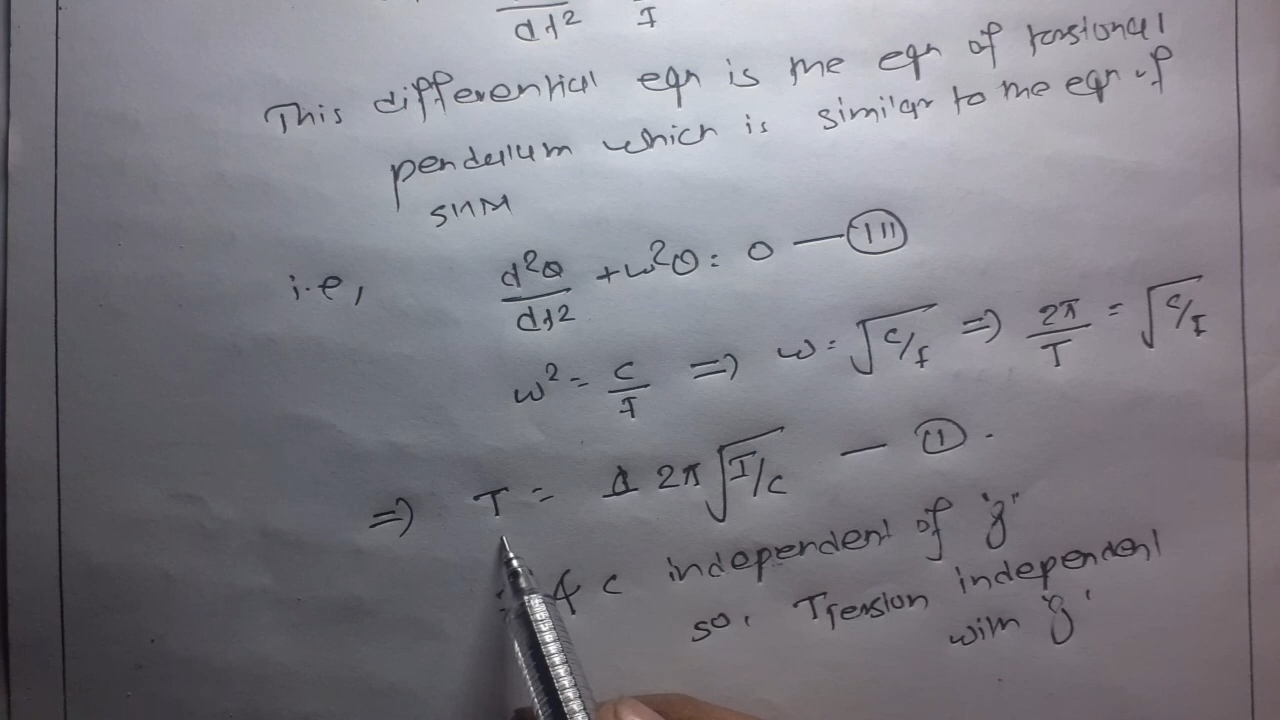 dt² I
This differential eqn is the eqn of torsional
pendulum which is similar to the eqn of
SHM
i.e, d²θ/dt² + ω²θ = 0 — (III)
ω² = C/I => ω = √C/I => 2π/T = √C/I
=> T = 2π√I/C — (1).
& C independent of "g"
so, independent
with 'g'